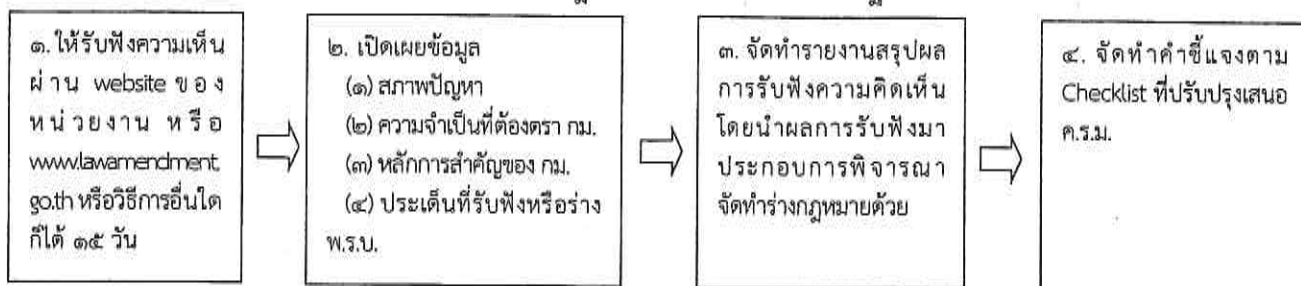 ๑. ให้รับฟังความเห็น
ผ่าน website ของ
หน่วยงาน หรือ
www.lawamendment.
go.th หรือวิธีการอื่นใด
ก็ได้ ๑๕ วัน
๒. เปิดเผยข้อมูล
(๑) สภาพปัญหา
(๒) ความจำเป็นที่ต้องตรา กม.
(๓) หลักการสำคัญของ กม.
(๔) ประเด็นที่รับฟังหรือร่าง
พ.ร.บ.
๓. จัดทำรายงานสรุปผล
การรับฟังความคิดเห็น
โดยนำผลการรับฟังมา
ประกอบการพิจารณา
จัดทำร่างกฎหมายด้วย
๔. จัดทำคำชี้แจงตาม
Checklist ที่ปรับปรุงเสนอ
ค.ร.ม.